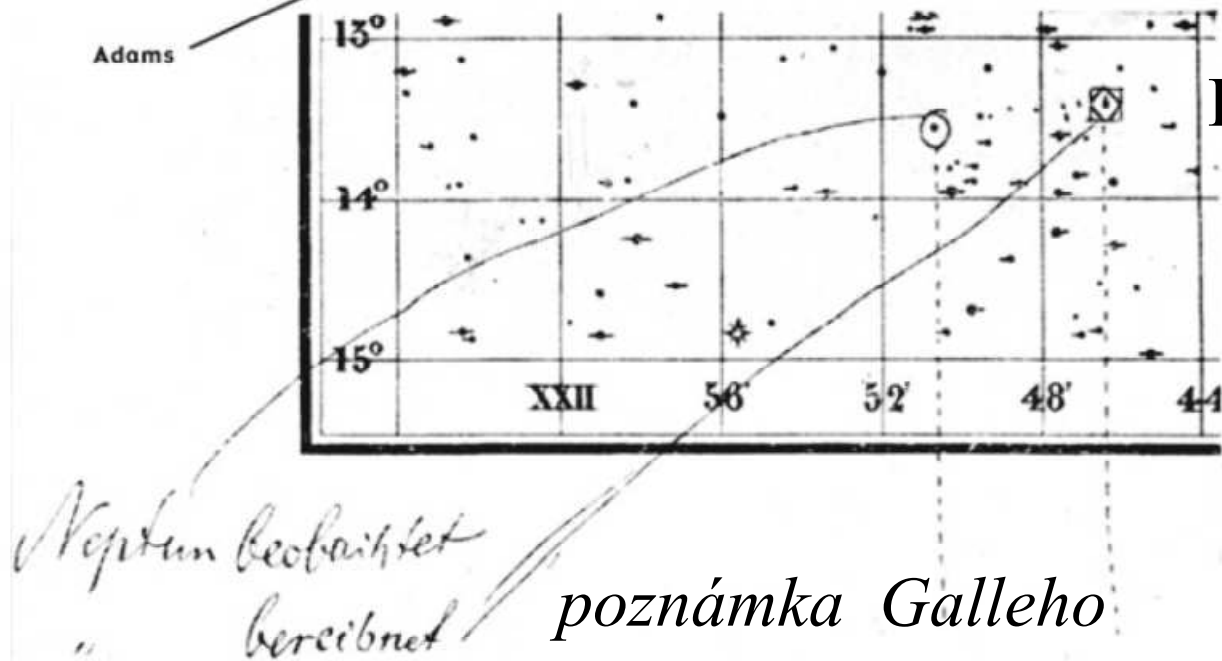 Adams
13°
14°
15°
XXII 56' 52' 48' 44
Neptun beobachtet
" berechnet
poznámka Galleho